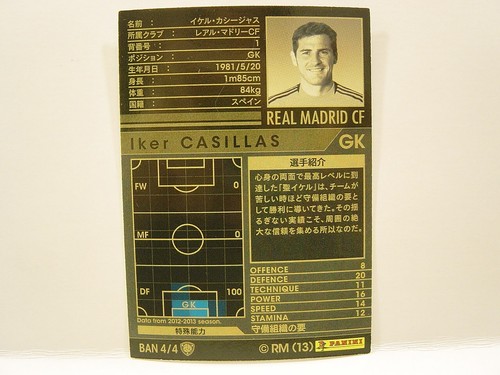 名前 : イケル・カシージャス
所属クラブ : レアル・マドリーCF
背番号 : 1
ポジション : GK
生年月日 : 1981/5/20
身長 : 1m85cm
体重 : 84kg
国籍 : スペイン
REAL MADRID CF
Iker CASILLAS GK
FW 0
MF 0
DF 100
GK
Data from 2012-2013 season.
選手紹介
心身の両面で最高レベルに到
達した「聖イケル」は、チームが
苦しい時ほど守備組織の要と
して勝利に導いてきた。その揺
るぎない実績こそ、周囲の絶
大な信頼を集める所以なのだ。
OFFENCE 8
DEFENCE 20
TECHNIQUE 11
POWER 16
SPEED 14
STAMINA 12
特殊能力 守備組織の要
BAN 4/4 © RM (13) PANINI